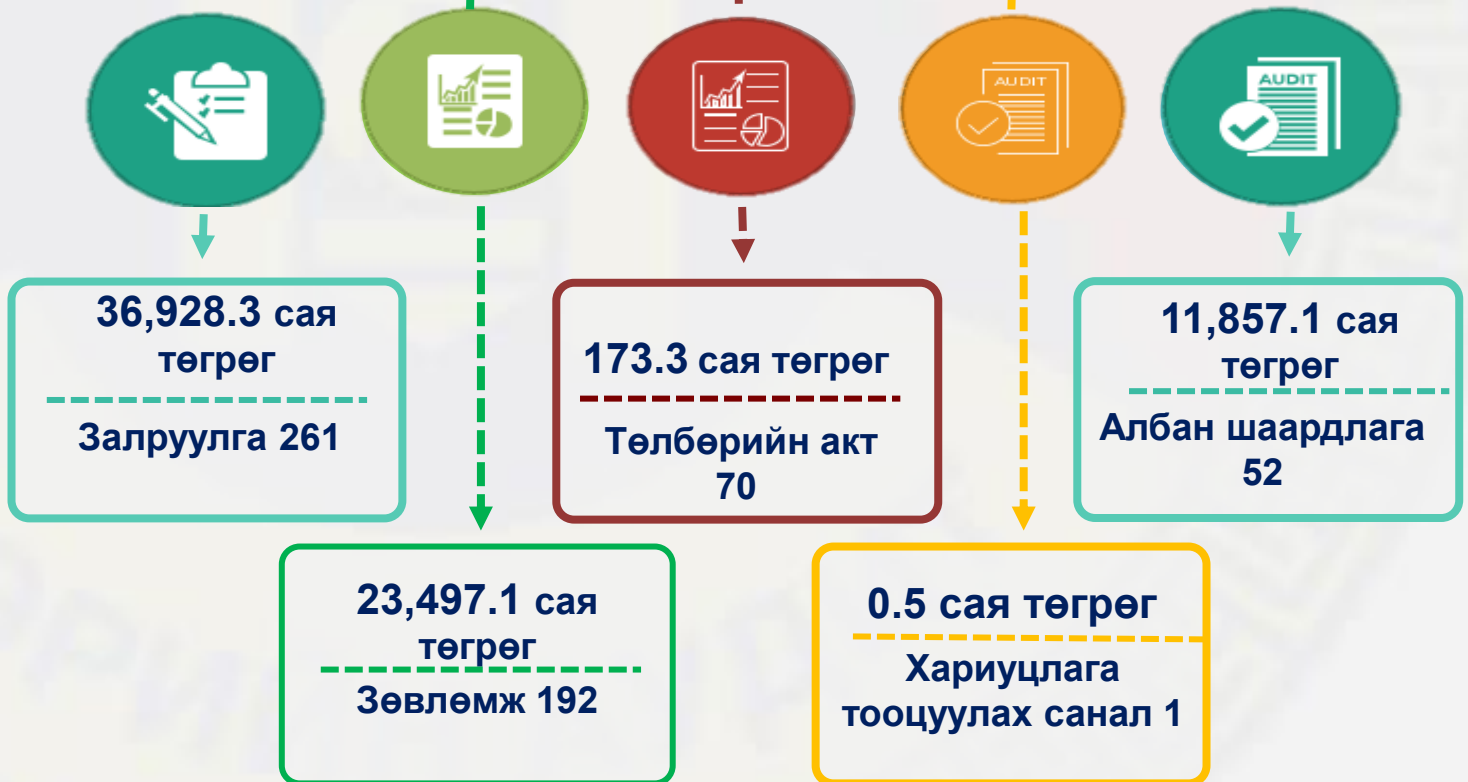 AUDIT
AUDIT
36,928.3 сая
төгрөг
Залруулга 261
173.3 сая төгрөг
Төлбөрийн акт
70
11,857.1 сая
төгрөг
Албан шаардлага
52
23,497.1 сая
төгрөг
Зөвлөмж 192
0.5 сая төгрөг
Хариуцлага
тооцуулах санал 1